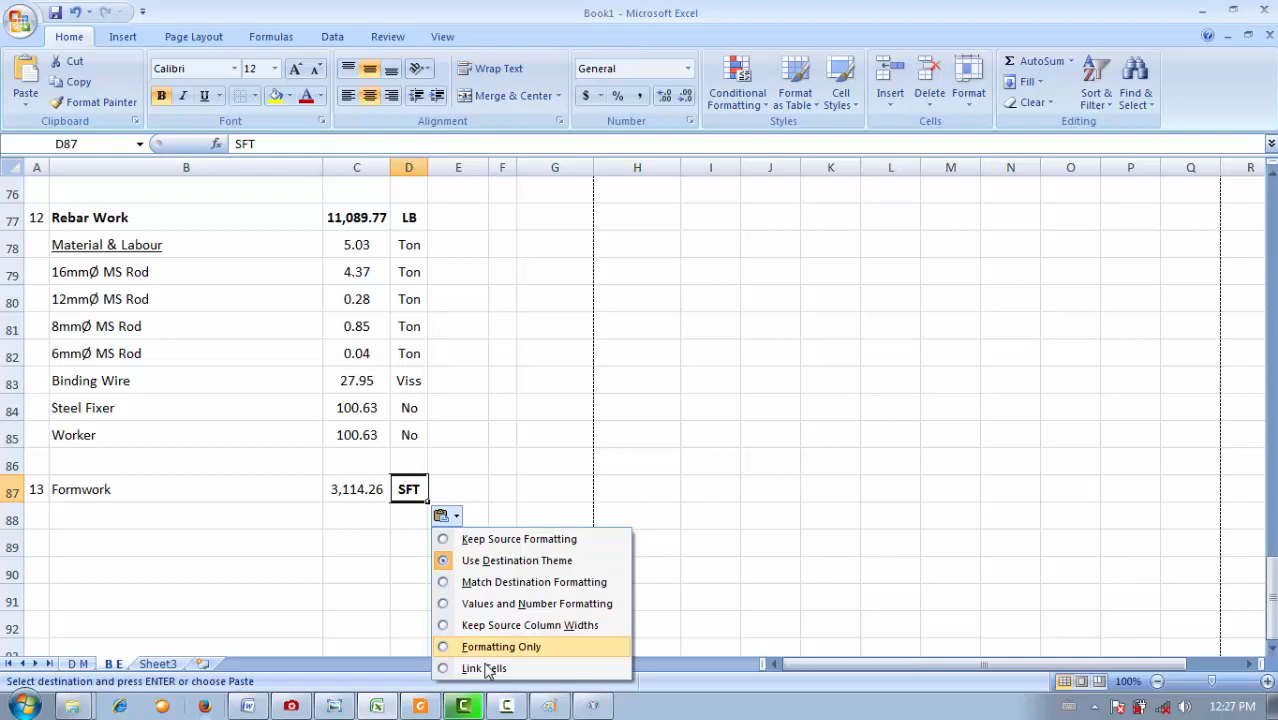 Book1 - Microsoft Excel
Home Insert Page Layout Formulas Data Review View
Paste
Cut
Copy
Format Painter
Clipboard
Calibri 12
B I U
Font
Wrap Text
Merge & Center
Alignment
General
$ % ,
Number
Conditional Formatting
Format as Table
Cell Styles
Styles
Insert Delete Format
Cells
AutoSum
Fill
Clear
Sort & Filter
Find & Select
Editing
D87 fx SFT
A B C D E F G H I J K L M N O P Q R
76
77 12 Rebar Work 11,089.77 LB
78 Material & Labour 5.03 Ton
79 16mmØ MS Rod 4.37 Ton
80 12mmØ MS Rod 0.28 Ton
81 8mmØ MS Rod 0.85 Ton
82 6mmØ MS Rod 0.04 Ton
83 Binding Wire 27.95 Viss
84 Steel Fixer 100.63 No
85 Worker 100.63 No
86
87 13 Formwork 3,114.26 SFT
88
89
90
91
92
Keep Source Formatting
Use Destination Theme
Match Destination Formatting
Values and Number Formatting
Keep Source Column Widths
Formatting Only
Link Cells
D M B E Sheet3
Select destination and press ENTER or choose Paste 100%
12:27 PM